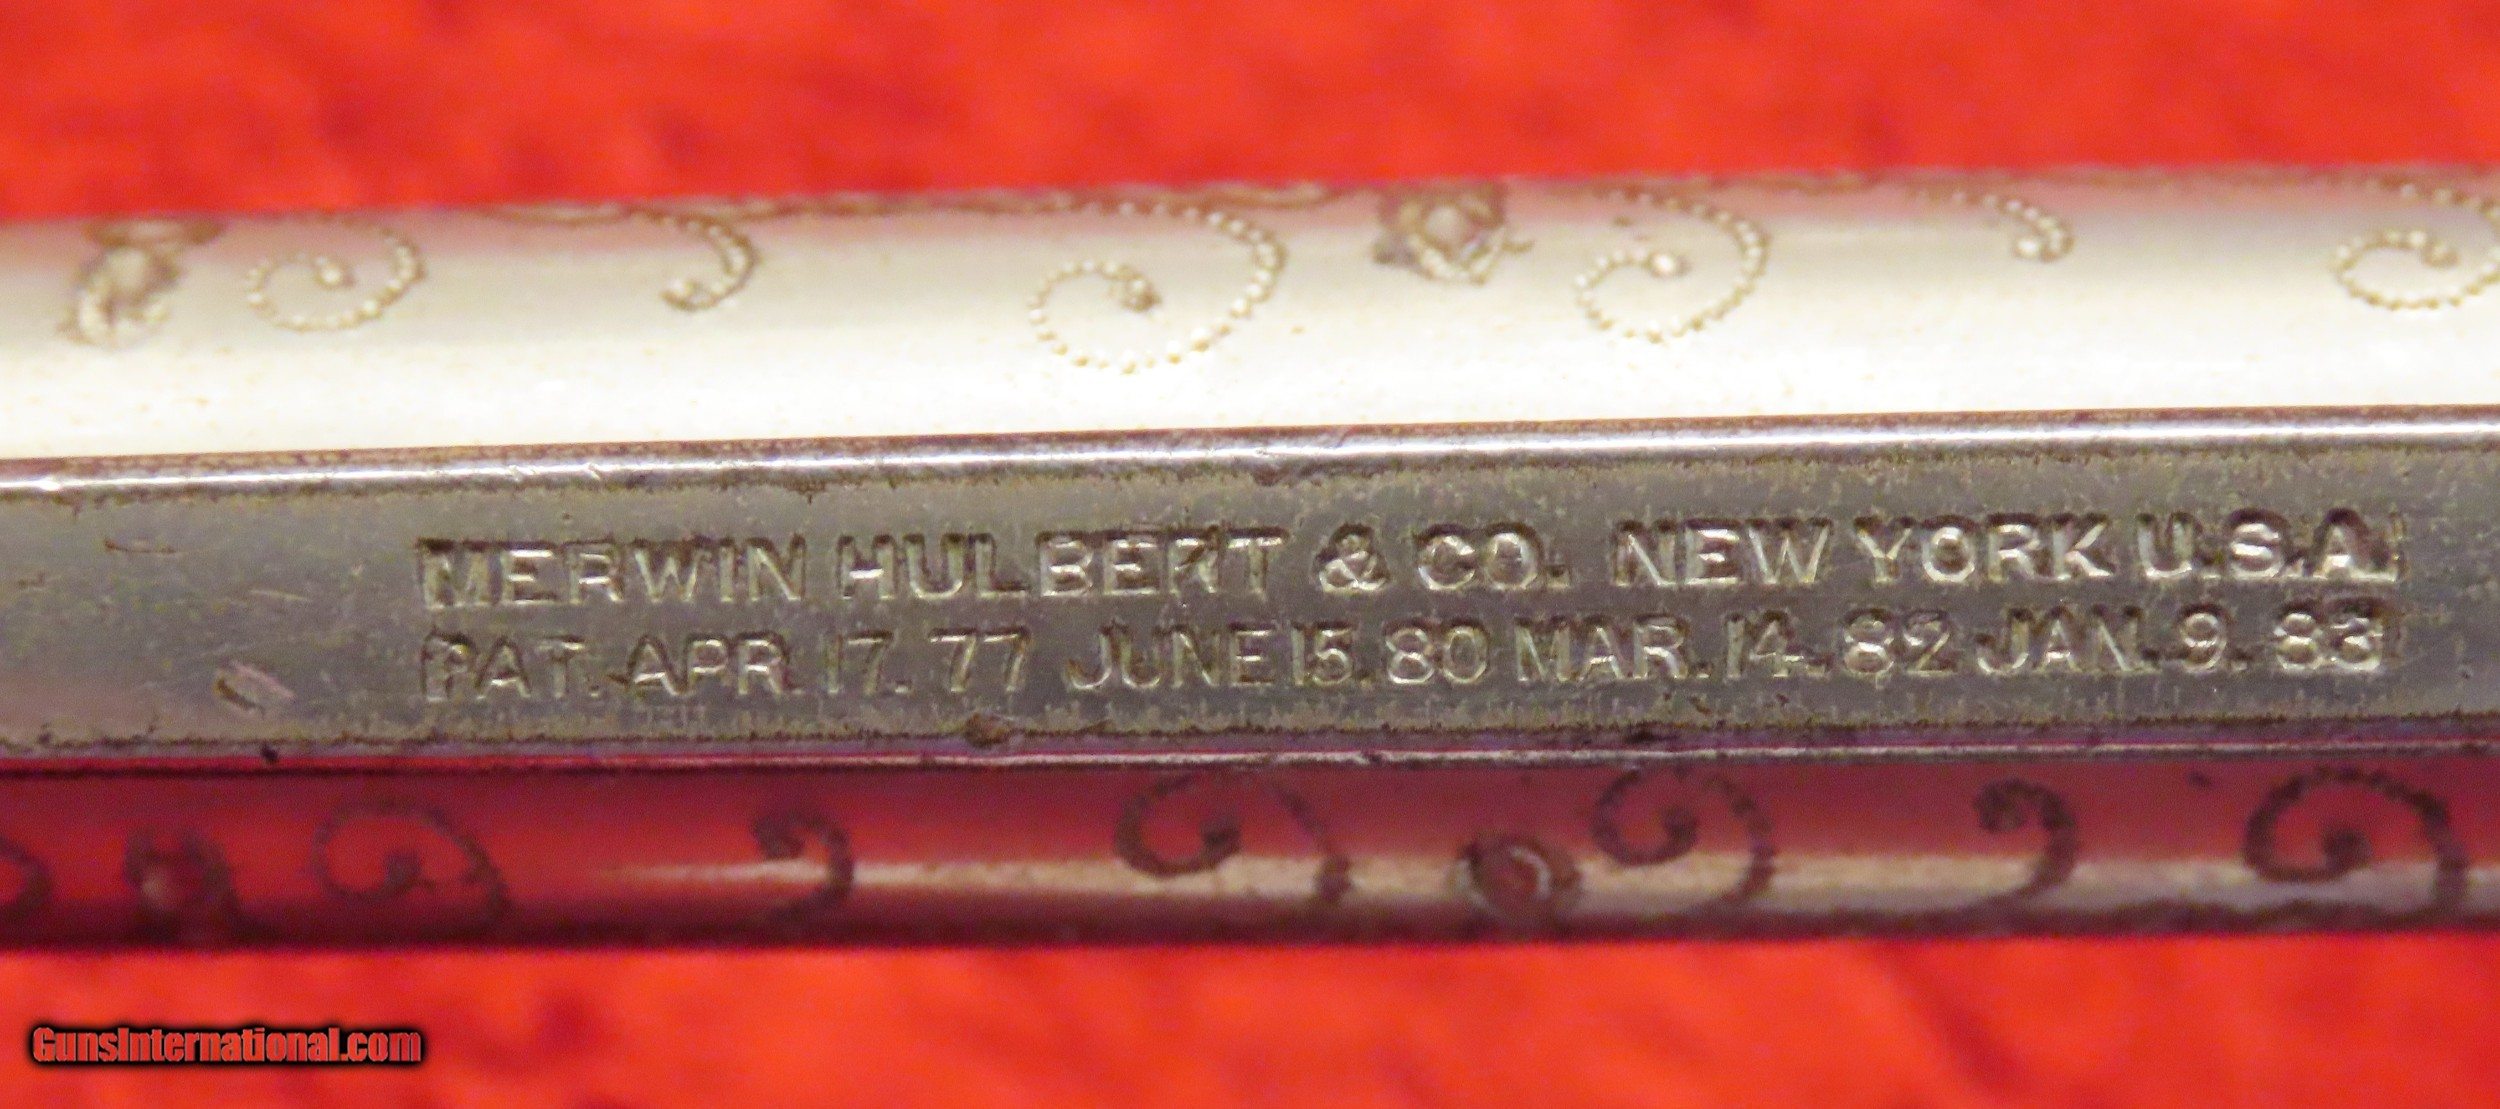 MERWIN HULBERT & CO. NEW YORK U.S.A.
PAT. APR. 17. 77 JUNE 15. 80 MAR. 14. 82 JAN. 9. 83
GunsInternational.com